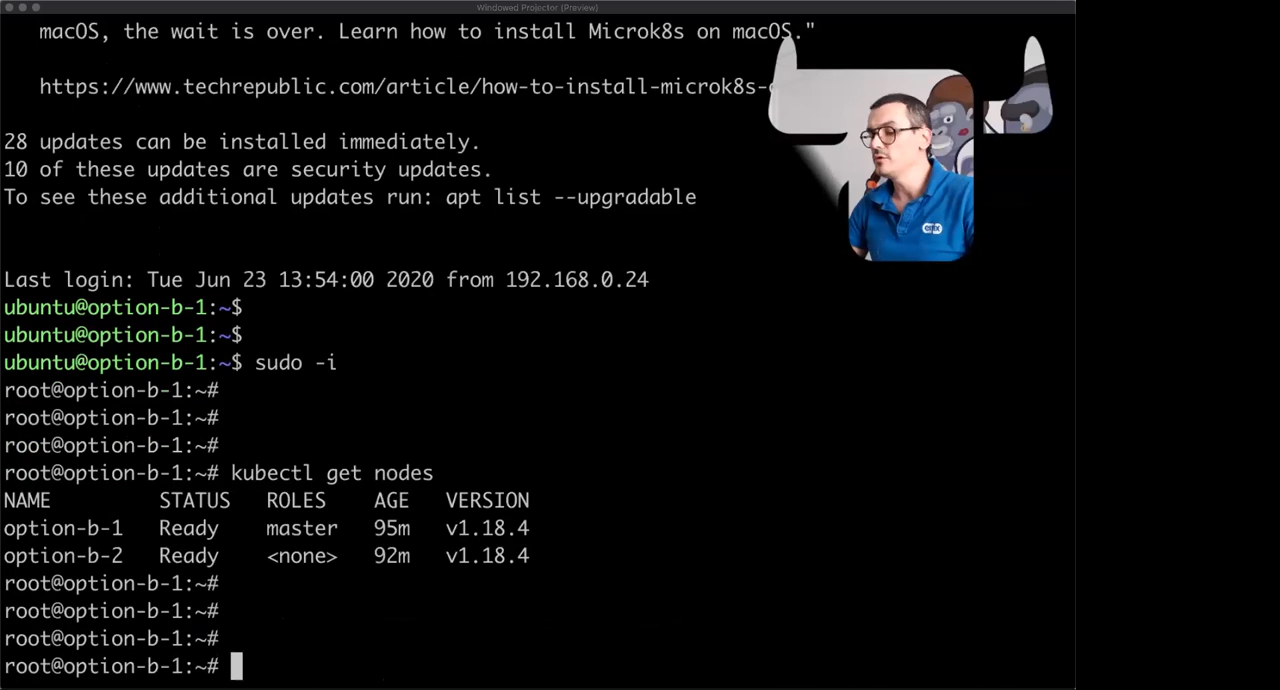 Windowed Projector (Preview)
macOS, the wait is over. Learn how to install Microk8s on macOS."
https://www.techrepublic.com/article/how-to-install-microk8s-
28 updates can be installed immediately.
10 of these updates are security updates.
To see these additional updates run: apt list --upgradable
Last login: Tue Jun 23 13:54:00 2020 from 192.168.0.24
ubuntu@option-b-1:~$
ubuntu@option-b-1:~$
ubuntu@option-b-1:~$ sudo -i
root@option-b-1:~#
root@option-b-1:~#
root@option-b-1:~#
root@option-b-1:~# kubectl get nodes
NAME STATUS ROLES AGE VERSION
option-b-1 Ready master 95m v1.18.4
option-b-2 Ready <none> 92m v1.18.4
root@option-b-1:~#
root@option-b-1:~#
root@option-b-1:~#
root@option-b-1:~#